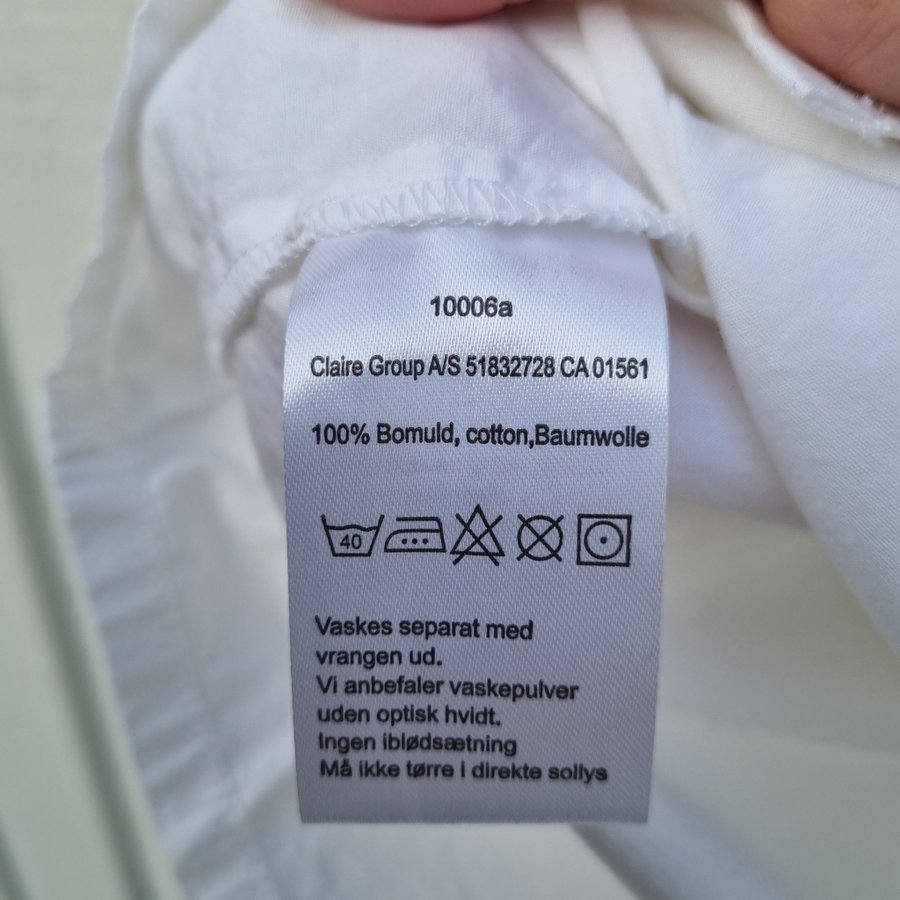 10006a
Claire Group A/S 51832728 CA 01561
100% Bomuld, cotton,Baumwolle
40
Vaskes separat med
vrangen ud.
Vi anbefaler vaskepulver
uden optisk hvidt.
Ingen iblødsætning
Må ikke tørre i direkte sollys